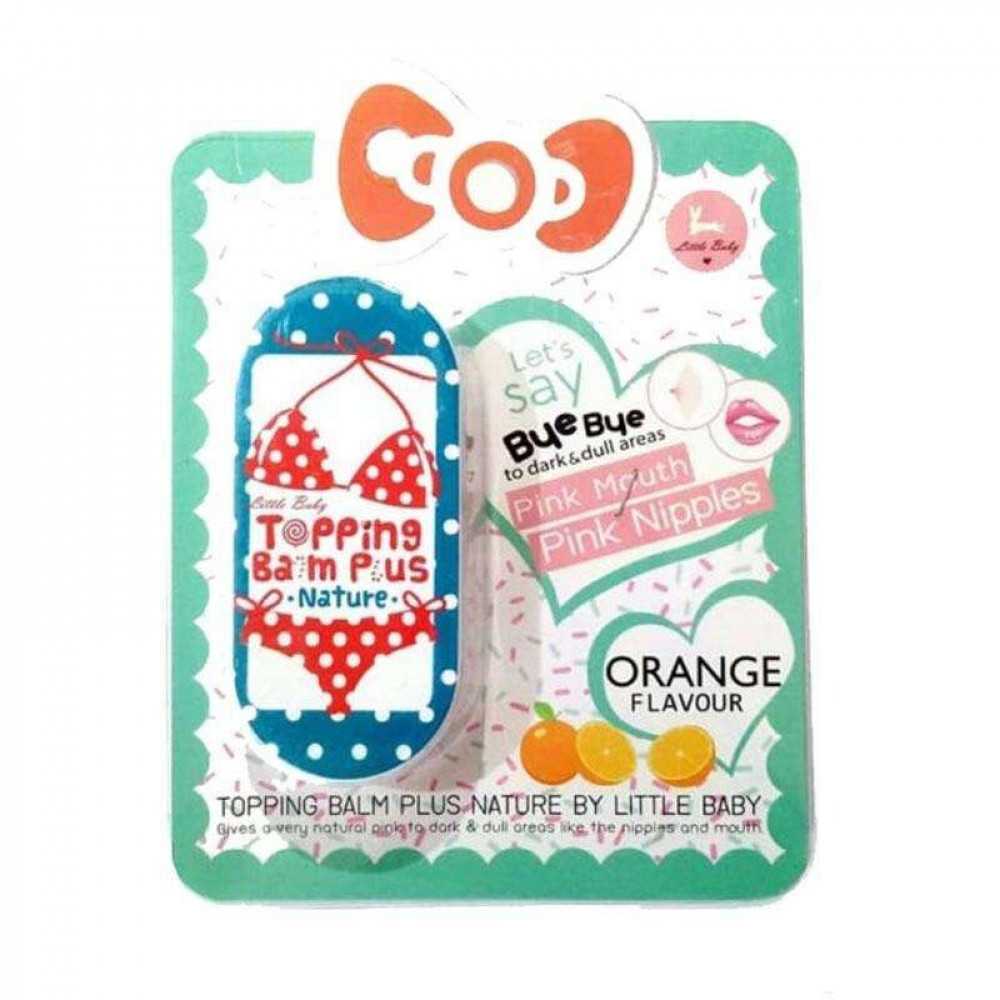 Little Baby
Let's
say
Bye Bye
to dark & dull areas
Pink Mouth
Pink Nipples
Little Baby
Topping
Balm Plus
• Nature •
ORANGE
FLAVOUR
TOPPING BALM PLUS NATURE BY LITTLE BABY
Gives a very natural pink to dark & dull areas like the nipples and mouth.